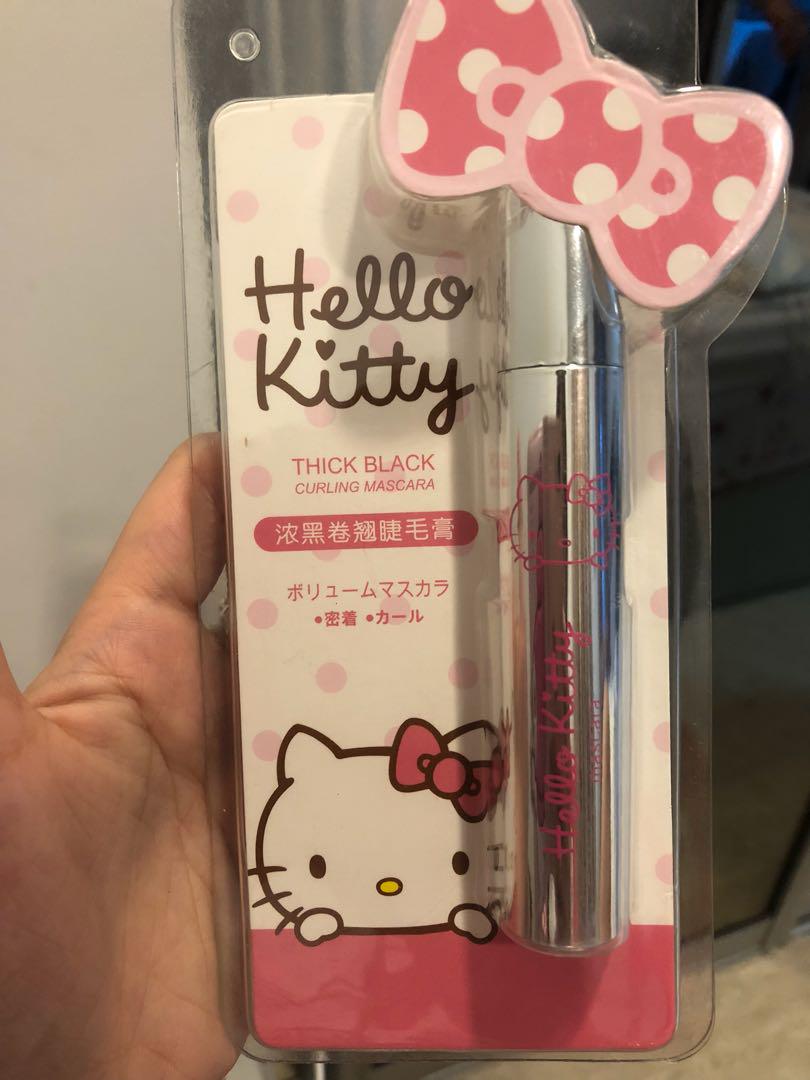 Hello
Kitty
THICK BLACK
CURLING MASCARA
浓黑卷翘睫毛膏
ボリュームマスカラ
•密着 •カール
Hello Kitty
mascara